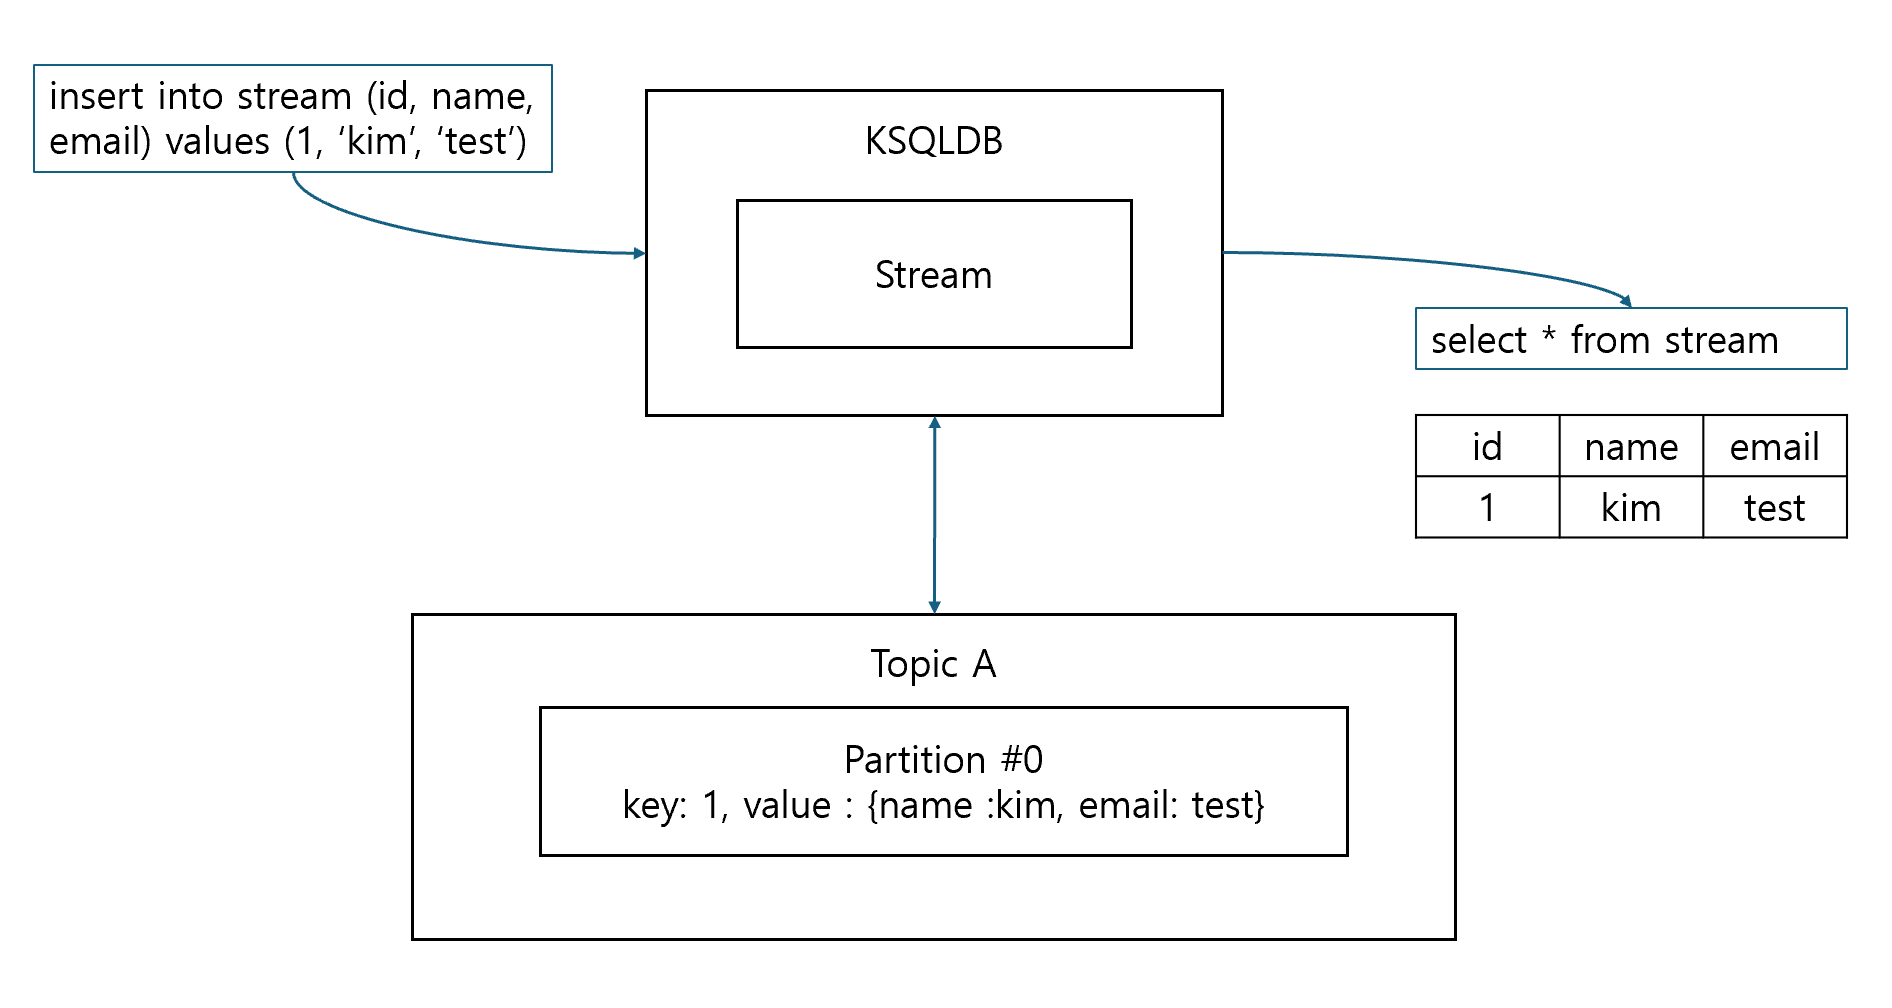 insert into stream (id, name,
email) values (1, ‘kim’, ‘test’)
KSQLDB
Stream
select * from stream
id name email
1 kim test
Topic A
Partition #0
key: 1, value : {name :kim, email: test}